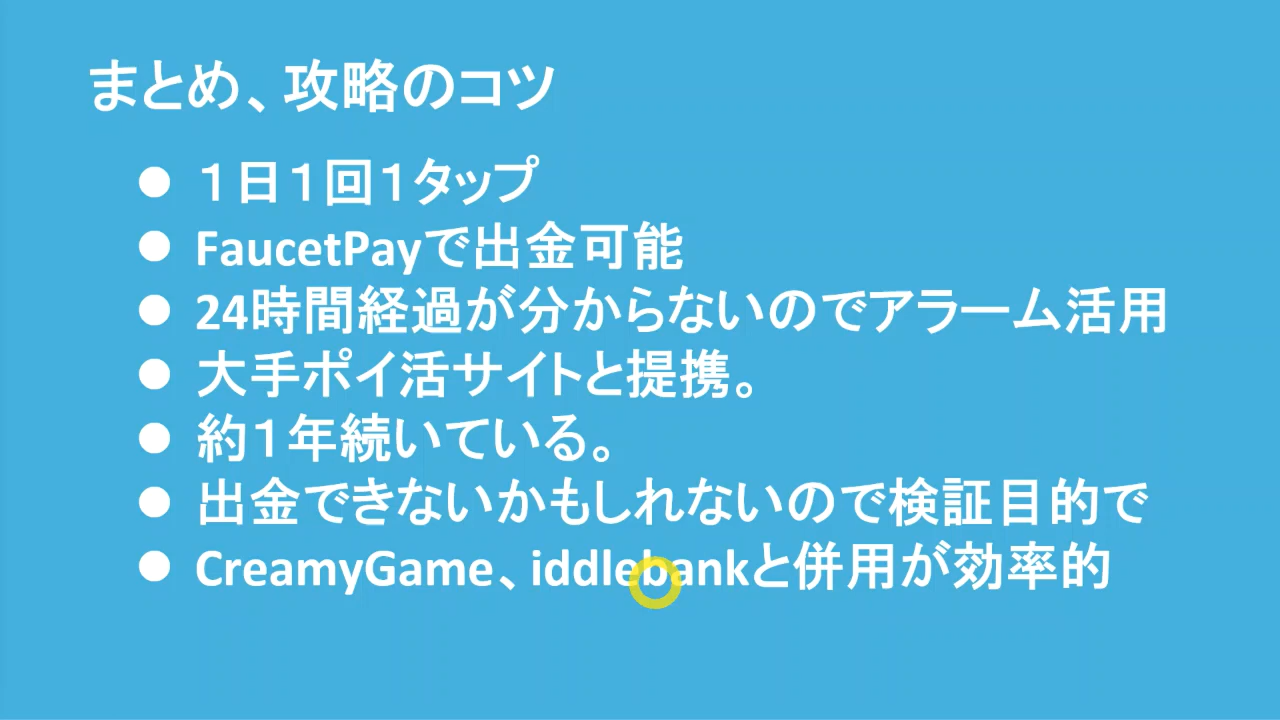 まとめ、攻略のコツ
● １日１回１タップ
● FaucetPayで出金可能
● 24時間経過が分からないのでアラーム活用
● 大手ポイ活サイトと提携。
● 約１年続いている。
● 出金できないかもしれないので検証目的で
● CreamyGame、iddlebankと併用が効率的